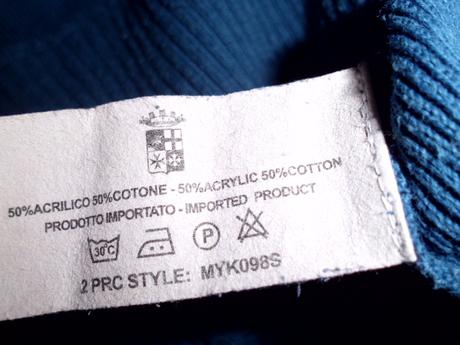 50%ACRILICO 50%COTONE - 50%ACRYLIC 50%COTTON
PRODOTTO IMPORTATO - IMPORTED PRODUCT
30°C P
2 PRC STYLE: MYK098S